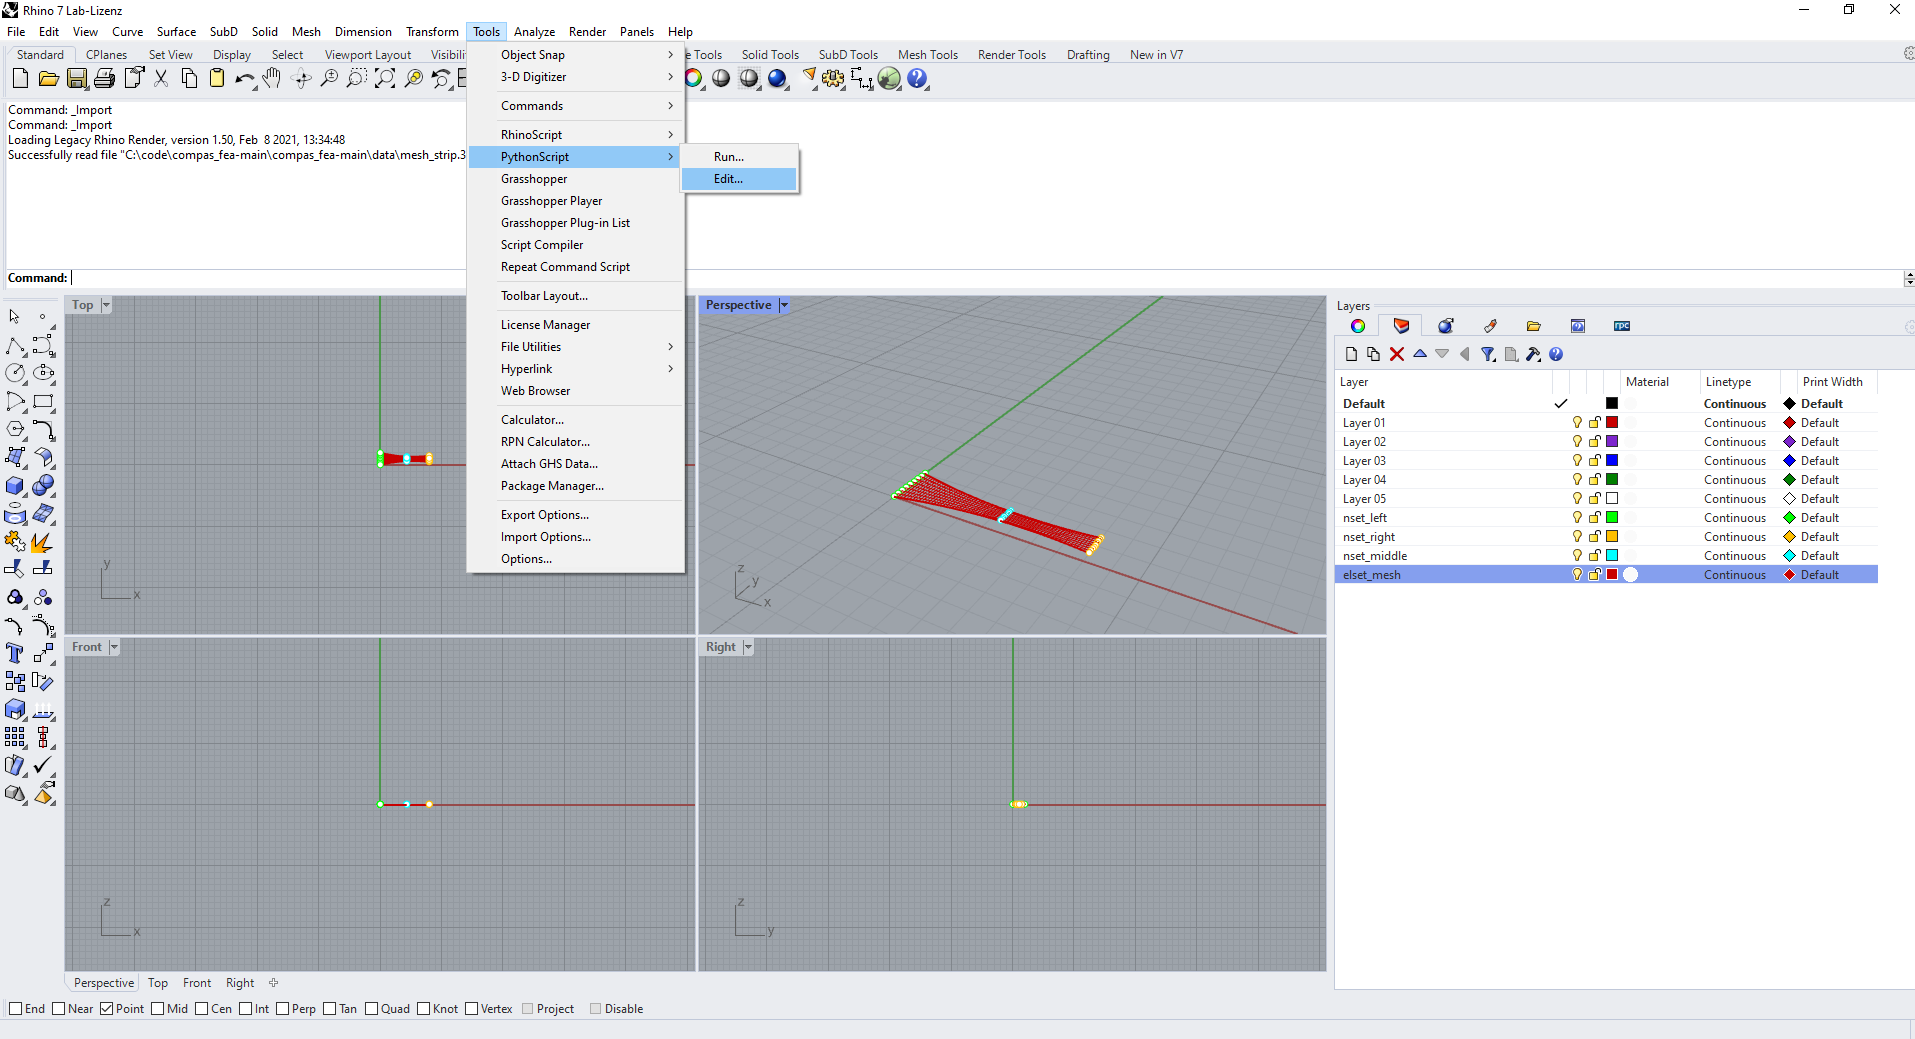 Rhino 7 Lab-Lizenz
File Edit View Curve Surface SubD Solid Mesh Dimension Transform Tools Analyze Render Panels Help
Standard CPlanes Set View Display Select Viewport Layout Visibili e Tools Solid Tools SubD Tools Mesh Tools Render Tools Drafting New in V7
Command: _Import
Command: _Import
Loading Legacy Rhino Render, version 1.50, Feb 8 2021, 13:34:48
Successfully read file "C:\code\compas_fea-main\compas_fea-main\data\mesh_strip.3
Command:
Object Snap
3-D Digitizer
Commands
RhinoScript
PythonScript
Grasshopper
Grasshopper Player
Grasshopper Plug-in List
Script Compiler
Repeat Command Script
Toolbar Layout...
License Manager
File Utilities
Hyperlink
Web Browser
Calculator...
RPN Calculator...
Attach GHS Data...
Package Manager...
Export Options...
Import Options...
Options...
Run...
Edit...
Top
y
x
Perspective
z
y
x
Front
z
x
Right
z
y
Layers
rpc
Layer Material Linetype Print Width
Default Continuous Default
Layer 01 Continuous Default
Layer 02 Continuous Default
Layer 03 Continuous Default
Layer 04 Continuous Default
Layer 05 Continuous Default
nset_left Continuous Default
nset_right Continuous Default
nset_middle Continuous Default
elset_mesh Continuous Default
Perspective Top Front Right
End Near Point Mid Cen Int Perp Tan Quad Knot Vertex Project Disable